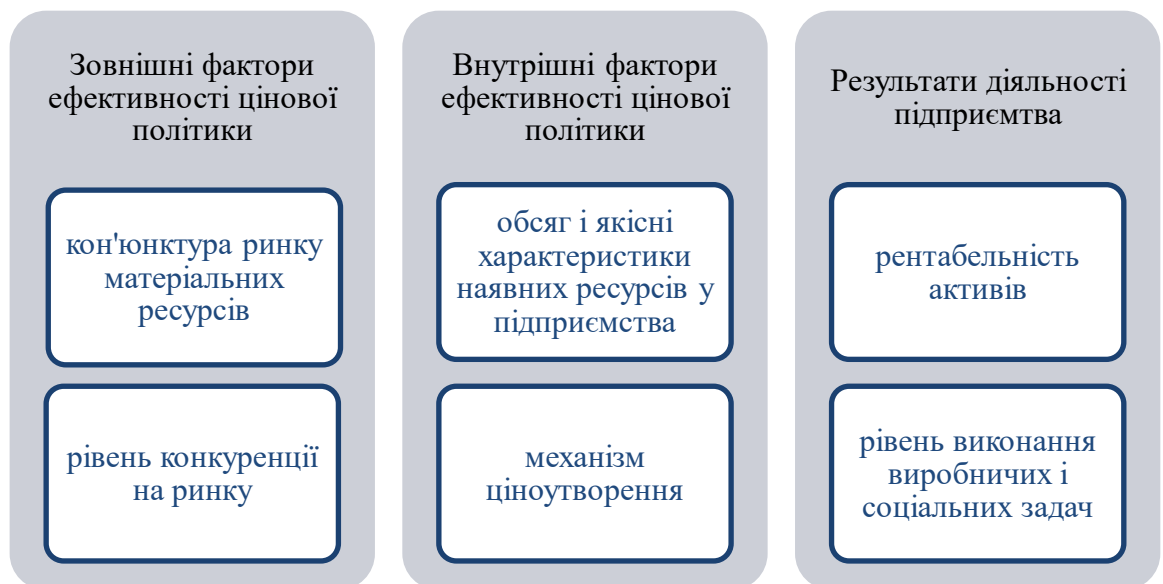 Зовнішні фактори
ефективності цінової
політики
кон'юнктура ринку
матеріальних
ресурсів
рівень конкуренції
на ринку
Внутрішні фактори
ефективності цінової
політики
обсяг і якісні
характеристики
наявних ресурсів у
підприємства
механізм
ціноутворення
Результати діяльності
підприємтва
рентабельність
активів
рівень виконання
виробничих і
соціальних задач